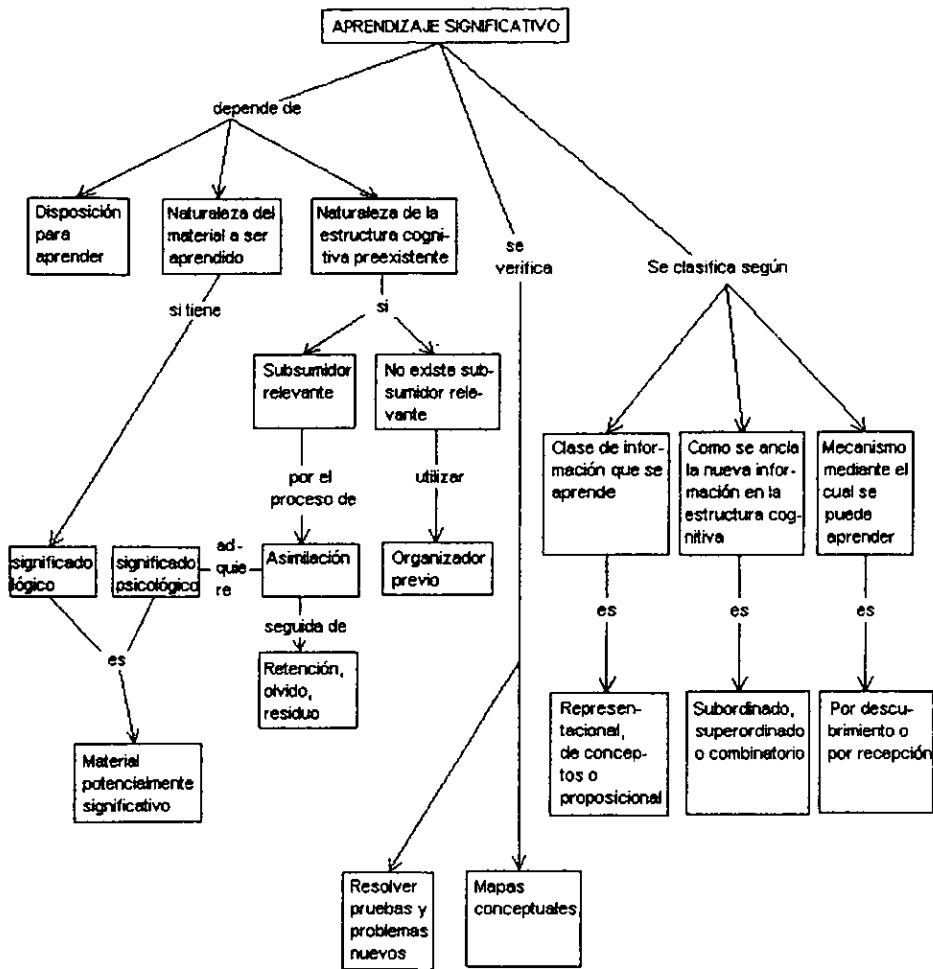 APRENDIZAJE SIGNIFICATIVO
depende de
Disposición
para
aprender
Naturaleza del
material a ser
aprendido
Naturaleza de la
estructura cogni-
tiva preexistente
se
verifica
Se clasifica según
si tiene
si
Subsumidor
relevante
No existe sub-
sumidor rele-
vante
Clase de infor-
mación que se
aprende
Como se ancla
la nueva infor-
mación en la
estructura cog-
nitiva
Mecanismo
mediante el
cual se
puede
aprender
por el
proceso de
utilizar
significado
lógico
significado
psicológico
ad-
quie
re
Asimilación
Organizador
previo
es
es
es
seguida de
es
Retención,
olvido,
residuo
Represen-
tacional,
de concep-
tos o
proposicional
Subordinado,
superordinado
o combinatorio
Por descu-
brimiento o
por recepción
Material
potencialmente
significativo
Resolver
pruebas y
problemas
nuevos
Mapas
conceptuales